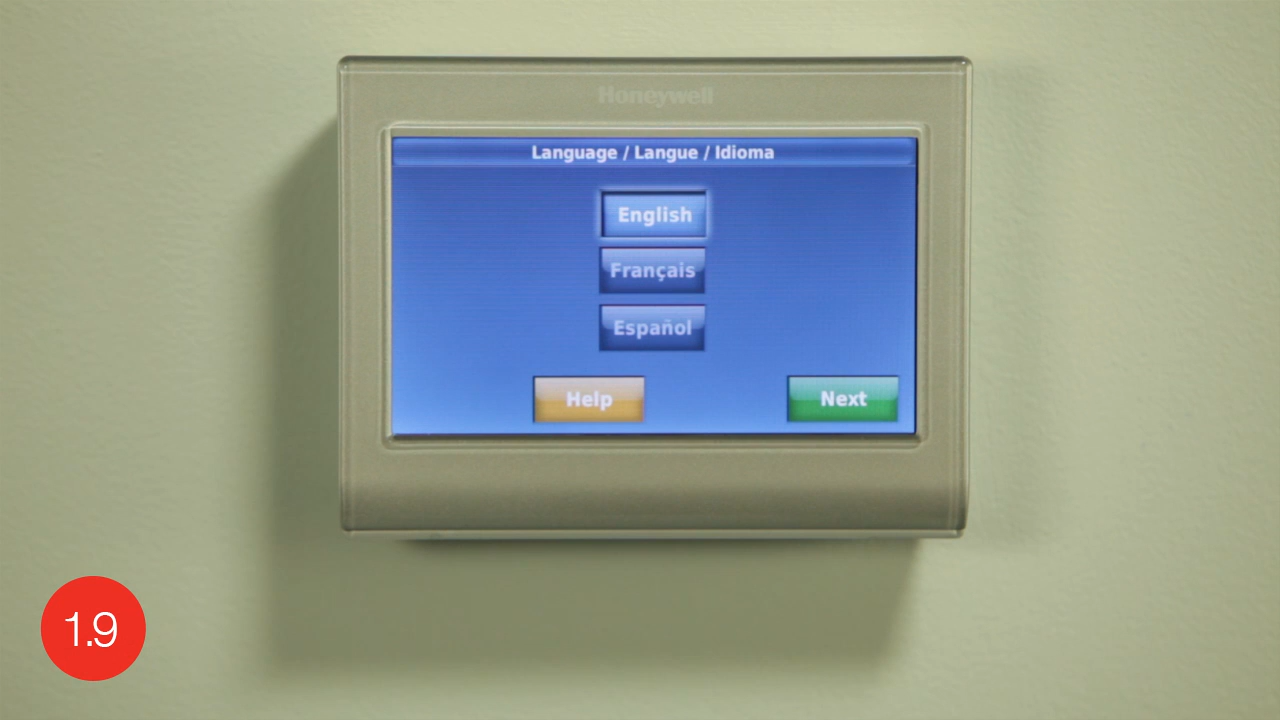 Honeywell
Language / Langue / Idioma
English
Français
Español
Help
Next
1.9